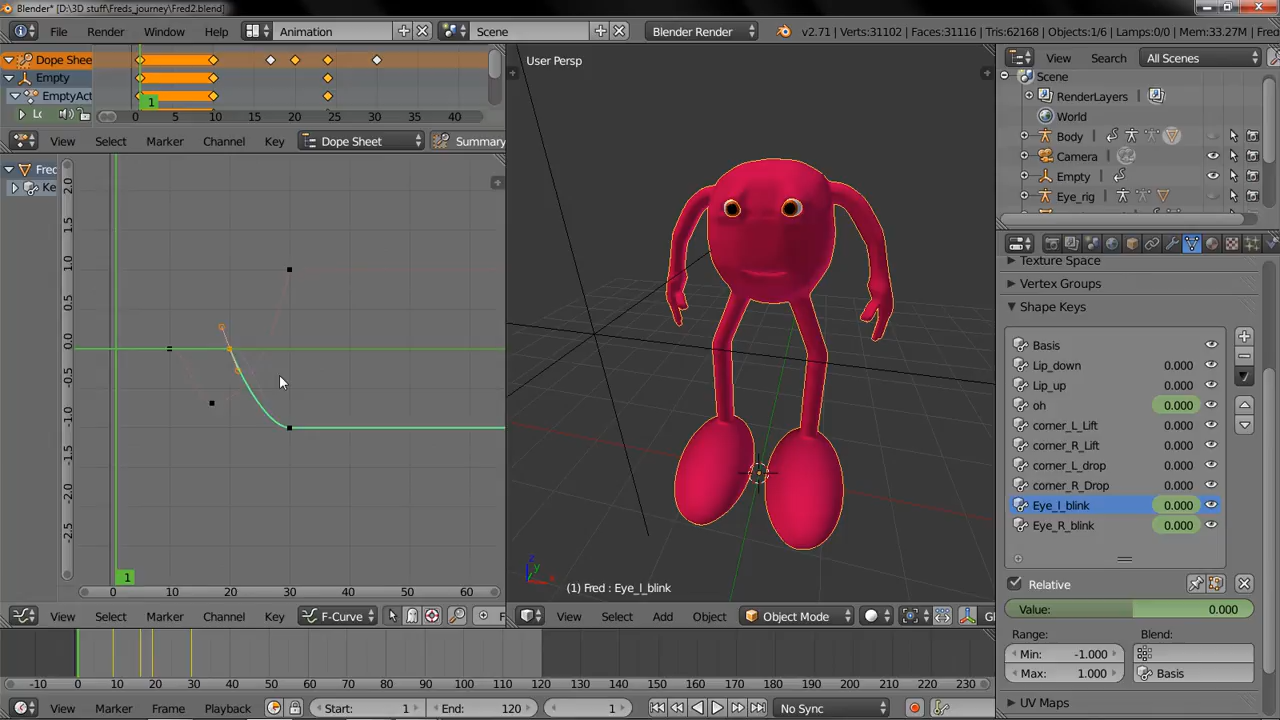 Blender* [D:\3D stuff\Freds_journey\Fred2.blend]
File Render Window Help Animation Scene Blender Render v2.71 | Verts:31102 | Faces:31116 | Tris:62168 | Objects:1/6 | Lamps:0/0 | Mem:33.27M | Fred
Dope Shee
Empty
EmptyAct
1
0 5 10 15 20 25 30 35 40
View Select Marker Channel Key Dope Sheet Summary
Fred
Ke
2.0
1.5
1.0
0.5
0.0
-0.5
-1.0
-1.5
-2.0
-2.5
1
0 10 20 30 40 50 60
View Select Marker Channel Key F-Curve F
User Persp
(1) Fred : Eye_l_blink
View Select Add Object Object Mode Gl
View Search All Scenes
Scene
RenderLayers
World
Body
Camera
Empty
Eye_rig
Texture Space
Vertex Groups
Shape Keys
Basis
Lip_down 0.000
Lip_up 0.000
oh 0.000
corner_L_Lift 0.000
corner_R_Lift 0.000
corner_L_drop 0.000
corner_R_Drop 0.000
Eye_l_blink 0.000
Eye_R_blink 0.000
Relative
Value: 0.000
Range: Blend:
Min: -1.000
Max: 1.000 Basis
UV Maps
-10 0 10 20 30 40 50 60 70 80 90 100 110 120 130 140 150 160 170 180 190 200 210 220 230
View Marker Frame Playback Start: 1 End: 120 1 No Sync